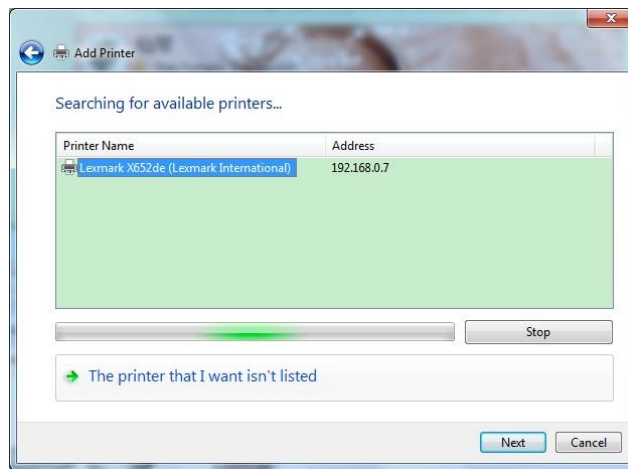 Add Printer
Searching for available printers...
Printer Name Address
Lexmark X652de (Lexmark International) 192.168.0.7
Stop
The printer that I want isn't listed
Next Cancel